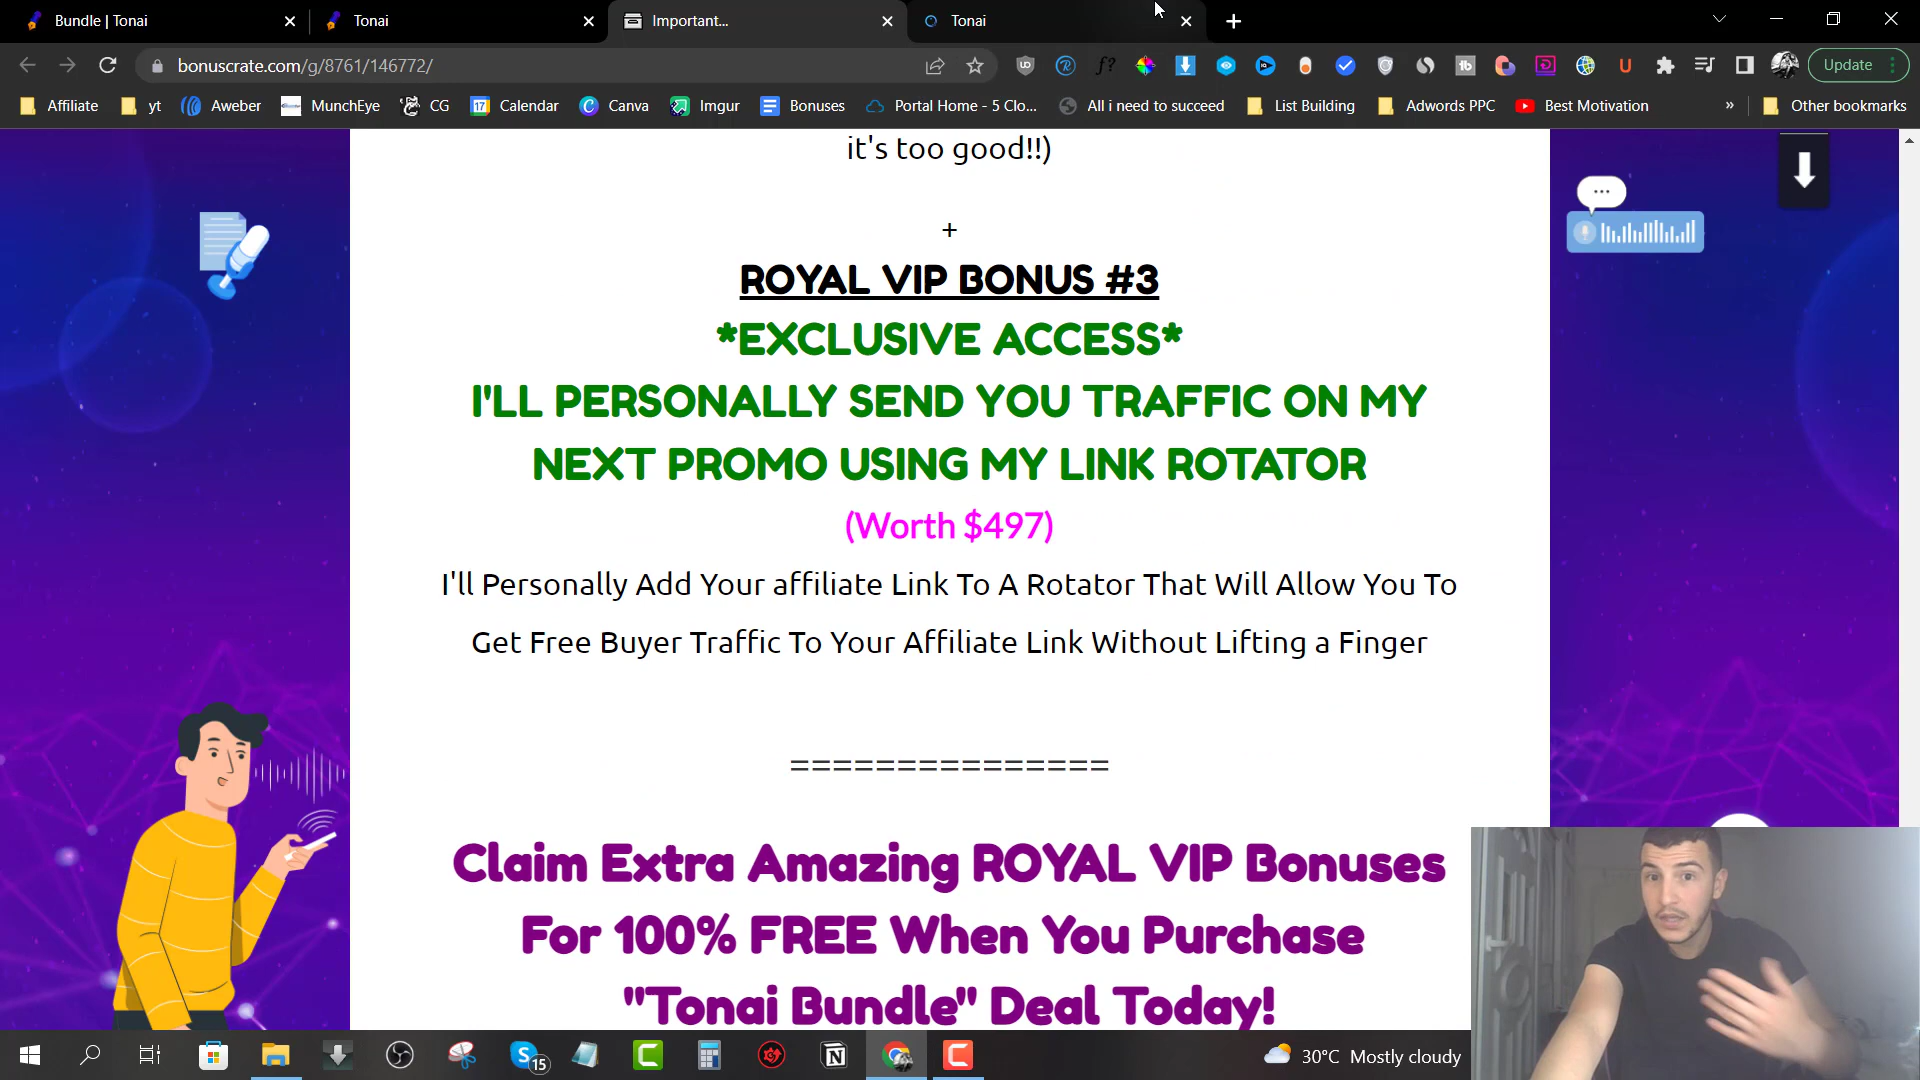 Bundle | Tonai
Tonai
Important...
Tonai
bonuscrate.com/g/8761/146772/
Update
Affiliate
yt
Aweber
MunchEye
CG
Calendar
Canva
Imgur
Bonuses
Portal Home - 5 Clo...
All i need to succeed
List Building
Adwords PPC
Best Motivation
»
Other bookmarks
it's too good!!)
+
ROYAL VIP BONUS #3
*EXCLUSIVE ACCESS*
I'LL PERSONALLY SEND YOU TRAFFIC ON MY
NEXT PROMO USING MY LINK ROTATOR
(Worth $497)
I'll Personally Add Your affiliate Link To A Rotator That Will Allow You To
Get Free Buyer Traffic To Your Affiliate Link Without Lifting a Finger
===============
Claim Extra Amazing ROYAL VIP Bonuses
For 100% FREE When You Purchase
"Tonai Bundle" Deal Today!
15
30°C Mostly cloudy